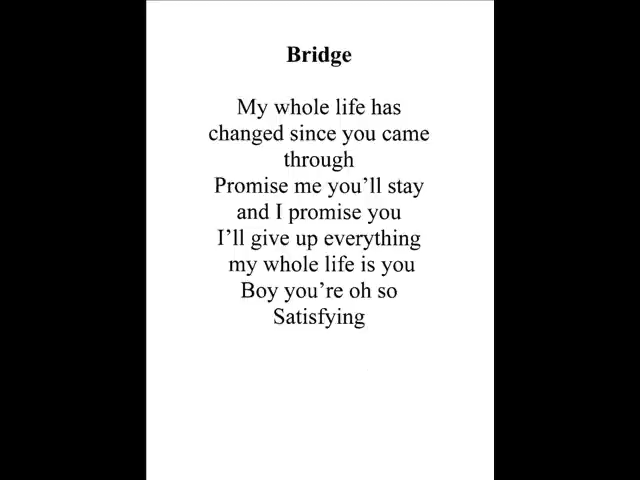 Bridge
My whole life has
changed since you came
through
Promise me you'll stay
and I promise you
I'll give up everything
my whole life is you
Boy you're oh so
Satisfying